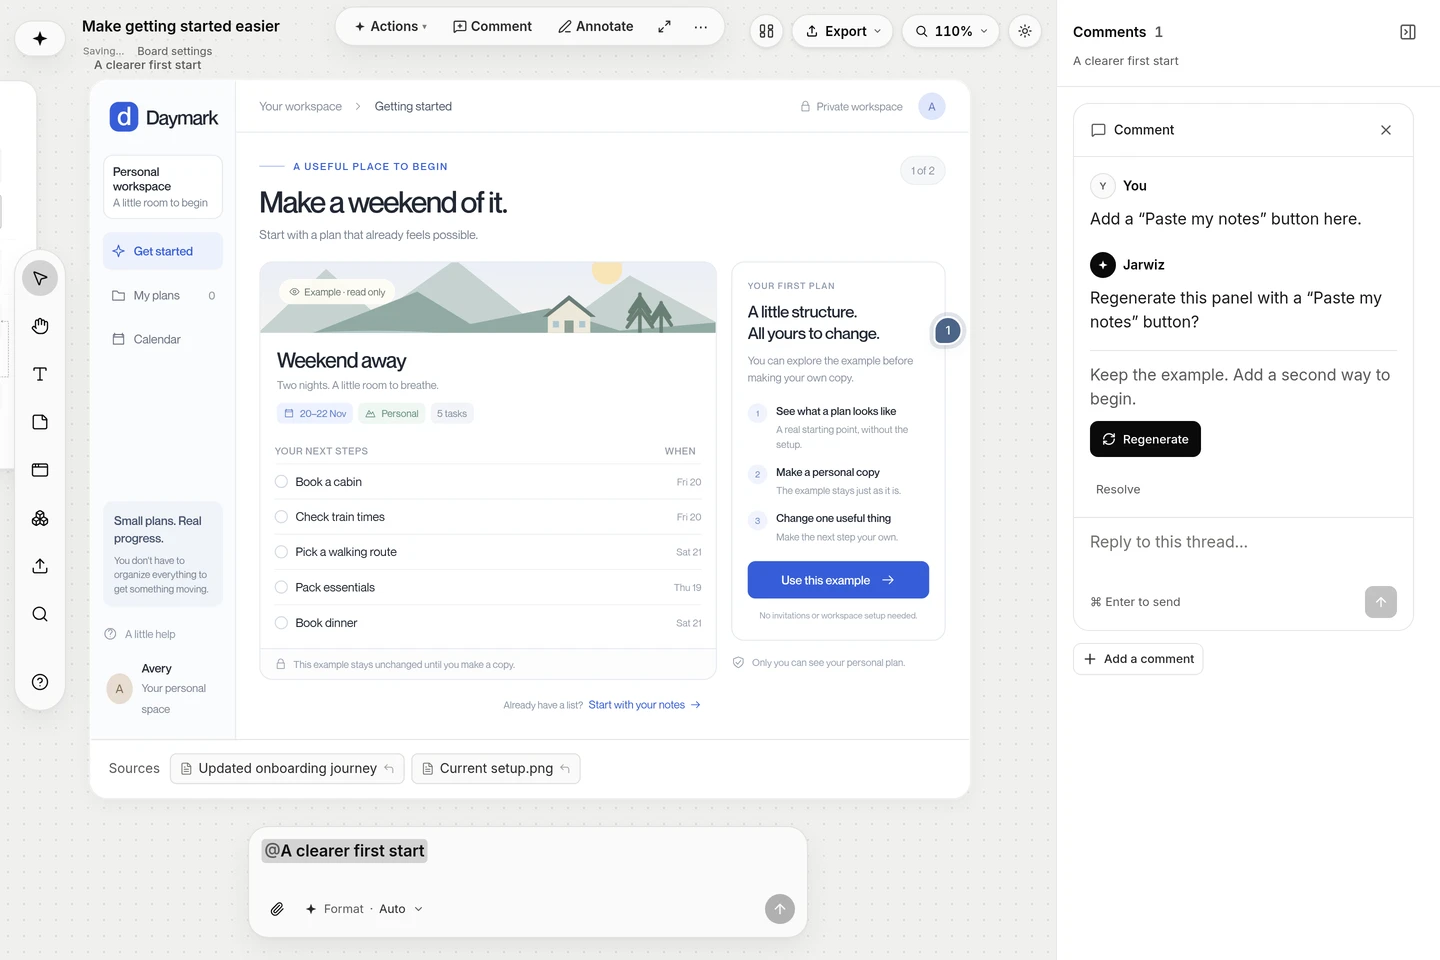 Make getting started easier
Saving... Board settings
Actions
Comment
Annotate
Export
110%
A clearer first start
d Daymark
Personal workspace
A little room to begin
Get started
My plans 0
Calendar
Small plans. Real progress.
You don't have to organize everything to get something moving.
A little help
A
Avery
Your personal space
Your workspace > Getting started
Private workspace
A
A USEFUL PLACE TO BEGIN
1 of 2
Make a weekend of it.
Start with a plan that already feels possible.
Example · read only
Weekend away
Two nights. A little room to breathe.
20–22 Nov
Personal
5 tasks
YOUR NEXT STEPS WHEN
Book a cabin Fri 20
Check train times Fri 20
Pick a walking route Sat 21
Pack essentials Thu 19
Book dinner Sat 21
This example stays unchanged until you make a copy.
Already have a list? Start with your notes →
YOUR FIRST PLAN
A little structure.
All yours to change.
You can explore the example before
making your own copy.
1 See what a plan looks like
A real starting point, without the
setup.
2 Make a personal copy
The example stays just as it is.
3 Change one useful thing
Make the next step your own.
Use this example →
No invitations or workspace setup needed.
Only you can see your personal plan.
1
Sources
Updated onboarding journey
Current setup.png
@A clearer first start
Format · Auto
Comments 1
A clearer first start
Comment
Y You
Add a “Paste my notes” button here.
Jarwiz
Regenerate this panel with a “Paste my
notes” button?
Keep the example. Add a second way to
begin.
Regenerate
Resolve
Reply to this thread...
⌘ Enter to send
+ Add a comment